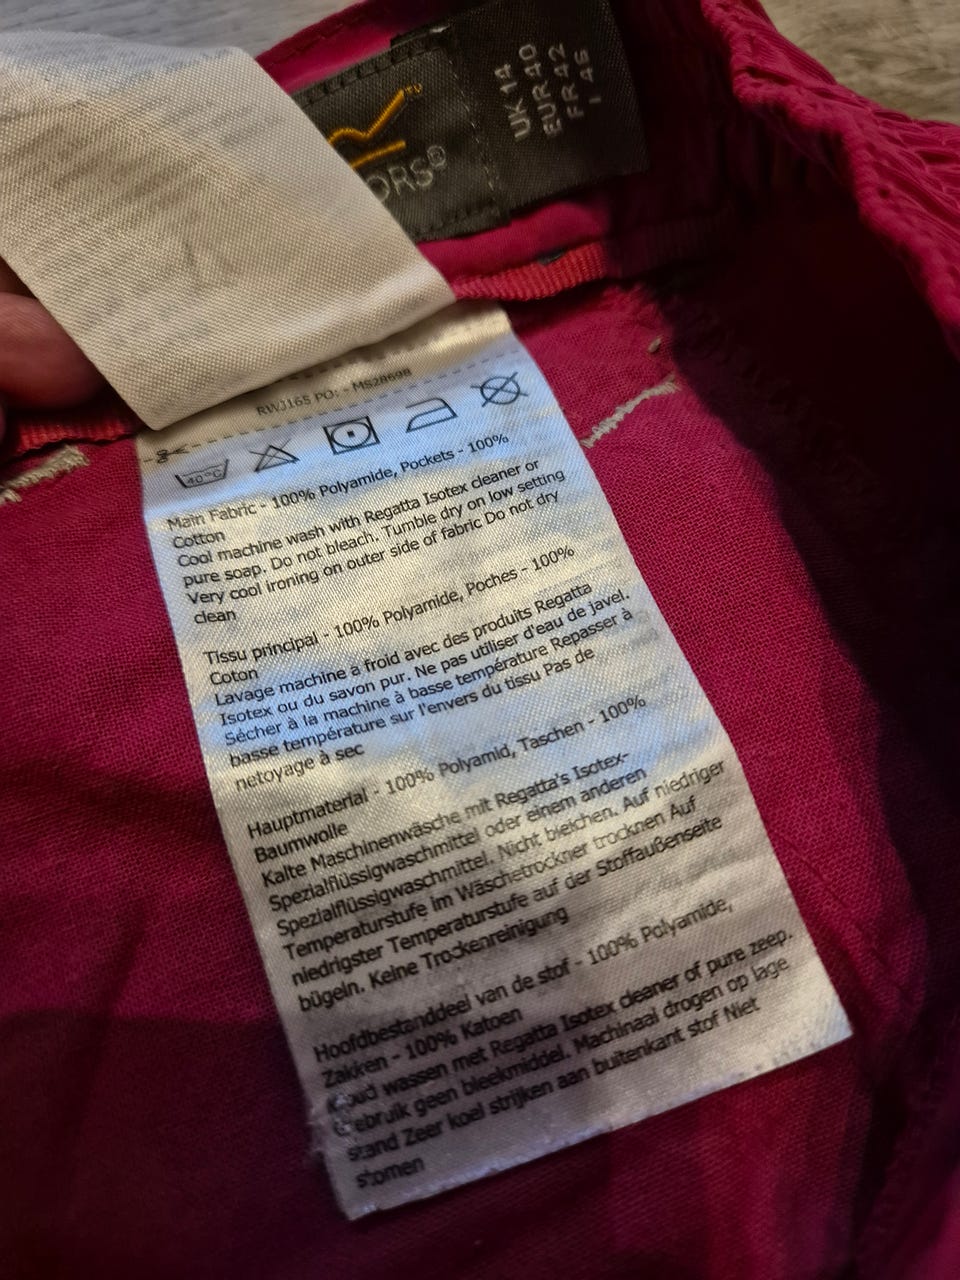 TM
ORS®
UK 14
EUR 40
FR 42
I 46
RWJ165 PO: - MS28698
40°C
Main Fabric - 100% Polyamide, Pockets - 100%
Cotton
Cool machine wash with Regatta Isotex cleaner or
pure soap. Do not bleach. Tumble dry on low setting
Very cool ironing on outer side of fabric Do not dry
clean
Tissu principal - 100% Polyamide, Poches - 100%
Coton
Lavage machine à froid avec des produits Regatta
Isotex ou du savon pur. Ne pas utiliser d'eau de javel.
Sécher à la machine à basse température Repasser à
basse température sur l'envers du tissu Pas de
netoyage à sec
Hauptmaterial - 100% Polyamid, Taschen - 100%
Baumwolle
Kalte Maschinenwäsche mit Regatta's Isotex-
Spezialflüssigwaschmittel oder einem anderen
Spezialflüssigwaschmittel. Nicht bleichen. Auf niedriger
Temperaturstufe im Wäschetrockner trocknen Auf
niedrigster Temperaturstufe auf der Stoffaußenseite
bügeln. Keine Trockenreinigung
Hoofdbestanddeel van de stof - 100% Polyamide,
Zakken - 100% Katoen
Koud wassen met Regatta Isotex cleaner of pure zeep.
Gebruik geen bleekmiddel. Machinaal drogen op lage
stand Zeer koel strijken aan buitenkant stof Niet
stomen